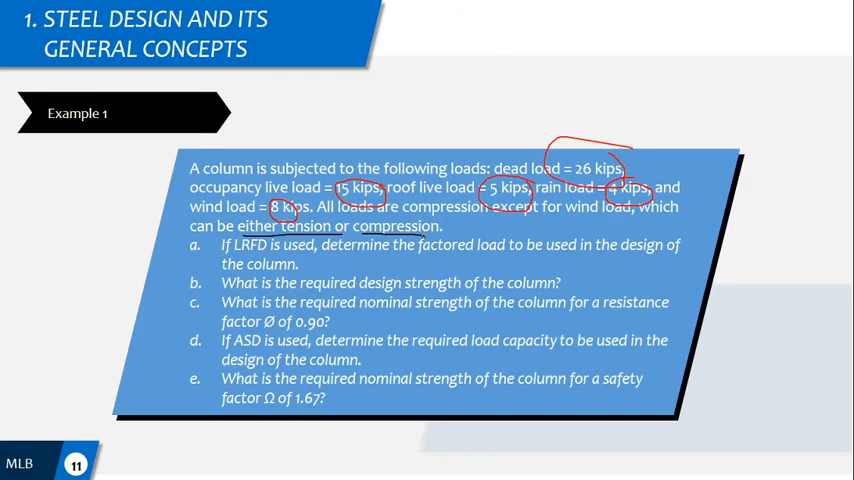 1. STEEL DESIGN AND ITS
GENERAL CONCEPTS
Example 1
A column is subjected to the following loads: dead load = 26 kips,
occupancy live load = 15 kips, roof live load = 5 kips, rain load = 4 kips, and
wind load = 8 kips. All loads are compression except for wind load, which
can be either tension or compression.
a. If LRFD is used, determine the factored load to be used in the design of
the column.
b. What is the required design strength of the column?
c. What is the required nominal strength of the column for a resistance
factor Ø of 0.90?
d. If ASD is used, determine the required load capacity to be used in the
design of the column.
e. What is the required nominal strength of the column for a safety
factor Ω of 1.67?
MLB
11